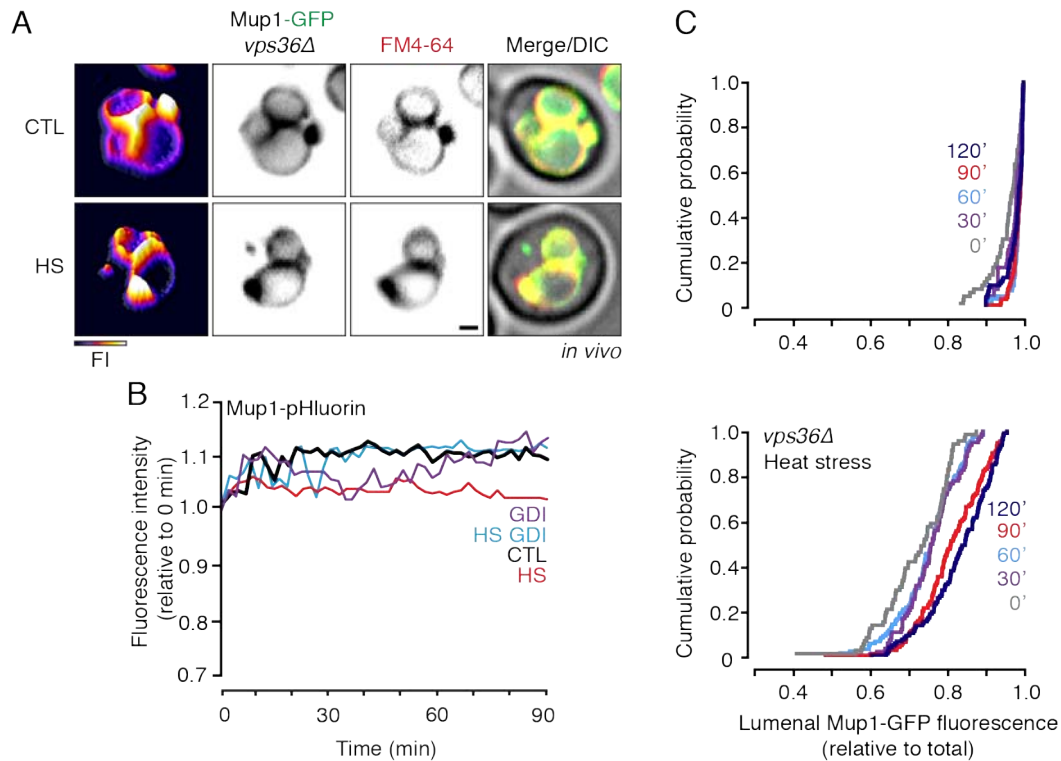 A
Mup1-GFP
vps36Δ
FM4-64
Merge/DIC
CTL
HS
FI
in vivo
B
Mup1-pHluorin
Fluorescence intensity
(relative to 0 min)
1.2
1.1
1.0
0.9
0.8
0.7
GDI
HS GDI
CTL
HS
0
30
60
90
Time (min)
C
Cumulative probability
1.0
0.8
0.6
0.4
0.2
0
120'
90'
60'
30'
0'
0.4
0.6
0.8
1.0
Cumulative probability
1.0
0.8
0.6
0.4
0.2
0
vps36Δ
Heat stress
120'
90'
60'
30'
0'
0.4
0.6
0.8
1.0
Lumenal Mup1-GFP fluorescence
(relative to total)